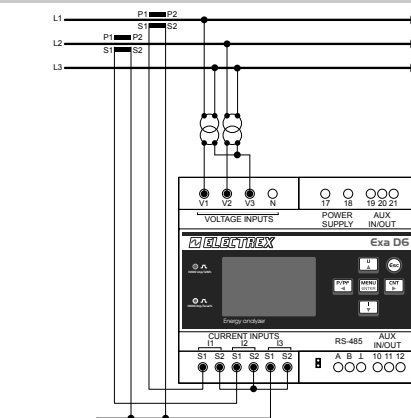 L1 P1 P2
S1 S2
L2 P1 P2
S1 S2
L3
V1 V2 V3 N
17 18 19 20 21
VOLTAGE INPUTS
POWER SUPPLY
AUX IN/OUT
ELECTREX
Exa D6
U
Esc
P/PP
MENU
ENTER
CNT
I
Energy analyzer
CURRENT INPUTS
I1 I2 I3
RS-485
AUX IN/OUT
S1 S2 S1 S2 S1 S2
A B ⊥ 10 11 12